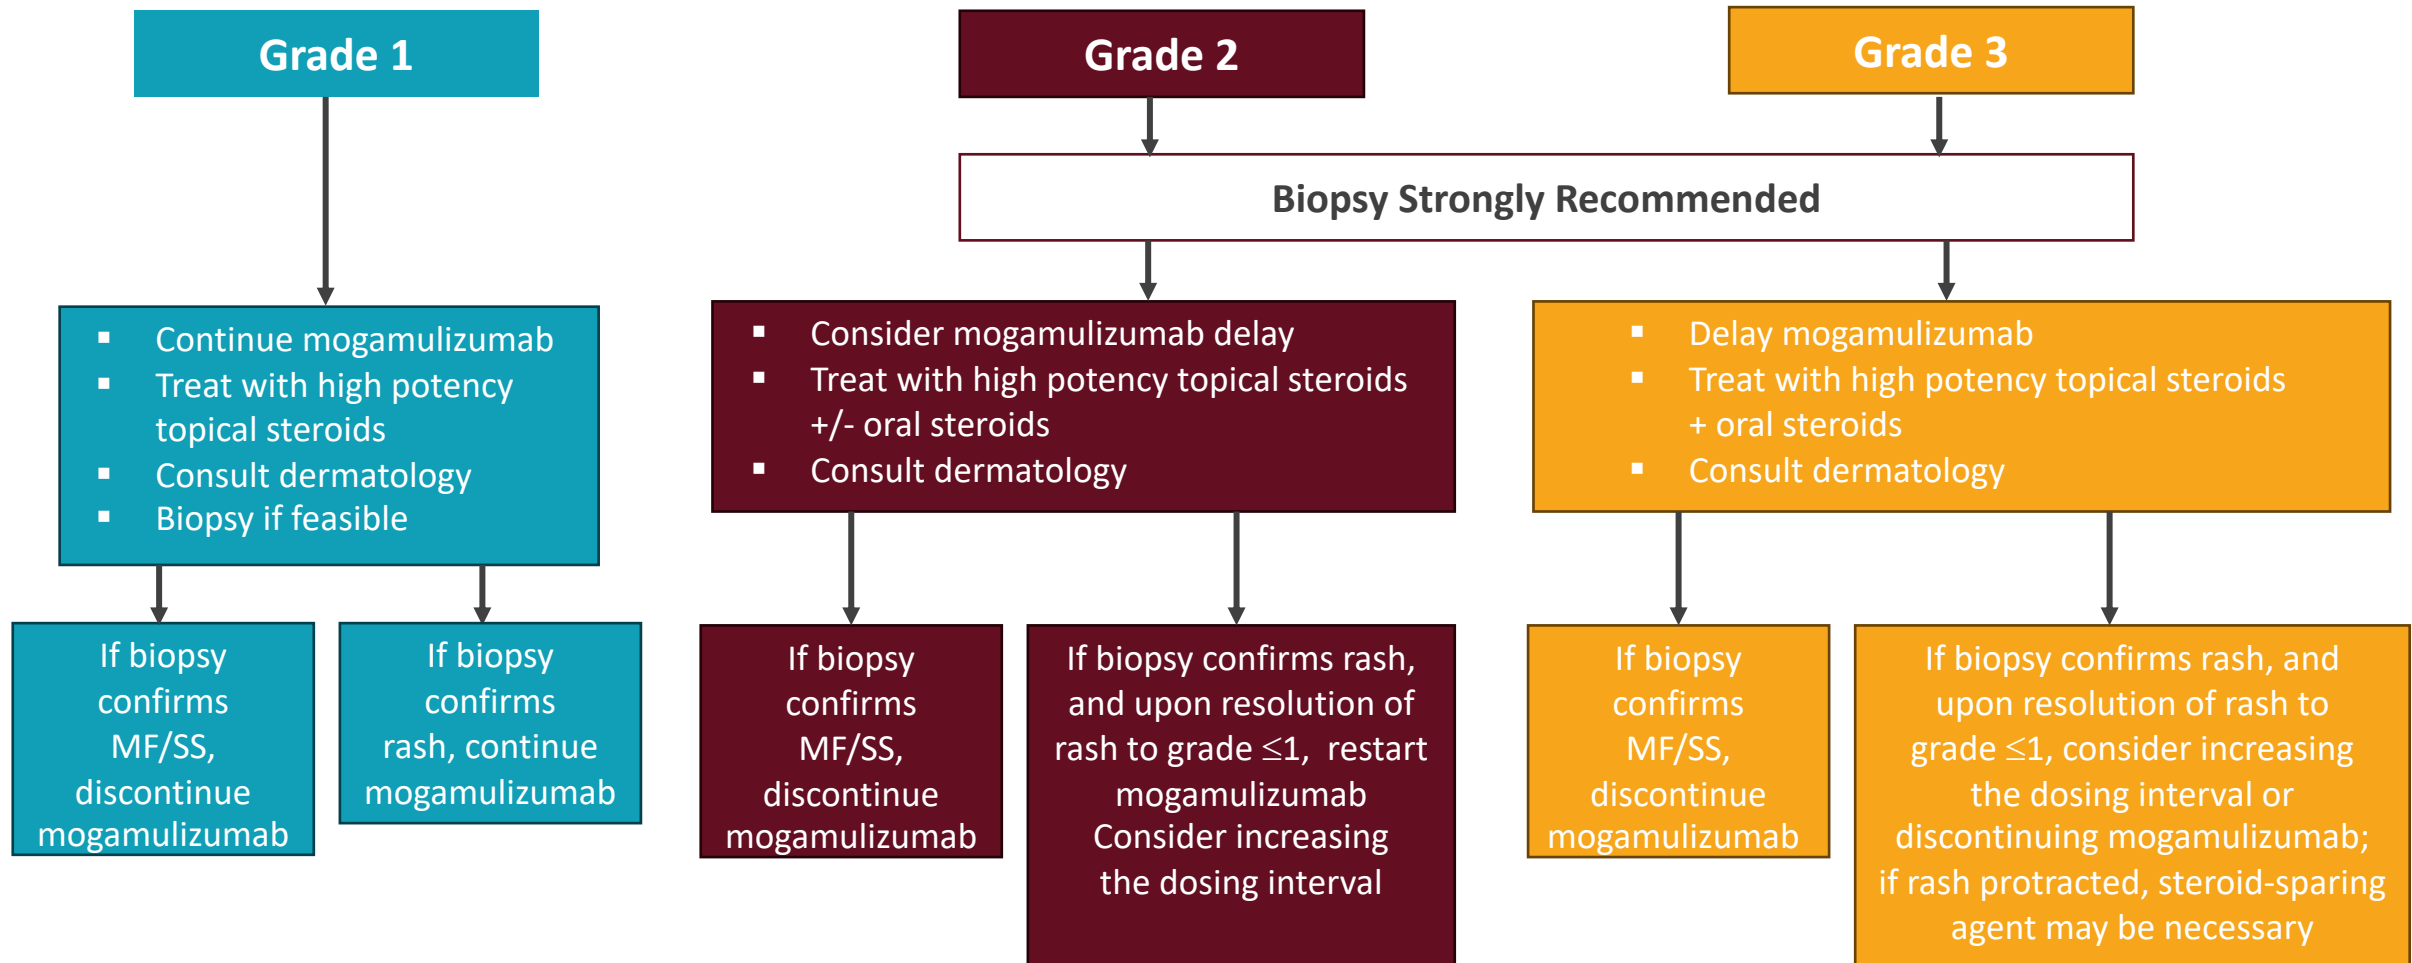 Grade 1
Grade 2
Grade 3
Biopsy Strongly Recommended
▪ Continue mogamulizumab
▪ Treat with high potency
topical steroids
▪ Consult dermatology
▪ Biopsy if feasible
▪ Consider mogamulizumab delay
▪ Treat with high potency topical steroids
+/- oral steroids
▪ Consult dermatology
▪ Delay mogamulizumab
▪ Treat with high potency topical steroids
+ oral steroids
▪ Consult dermatology
If biopsy
confirms
MF/SS,
discontinue
mogamulizumab
If biopsy
confirms
rash, continue
mogamulizumab
If biopsy
confirms
MF/SS,
discontinue
mogamulizumab
If biopsy confirms rash,
and upon resolution of
rash to grade ≤1, restart
mogamulizumab
Consider increasing
the dosing interval
If biopsy
confirms
MF/SS,
discontinue
mogamulizumab
If biopsy confirms rash, and
upon resolution of rash to
grade ≤1, consider increasing
the dosing interval or
discontinuing mogamulizumab;
if rash protracted, steroid-sparing
agent may be necessary